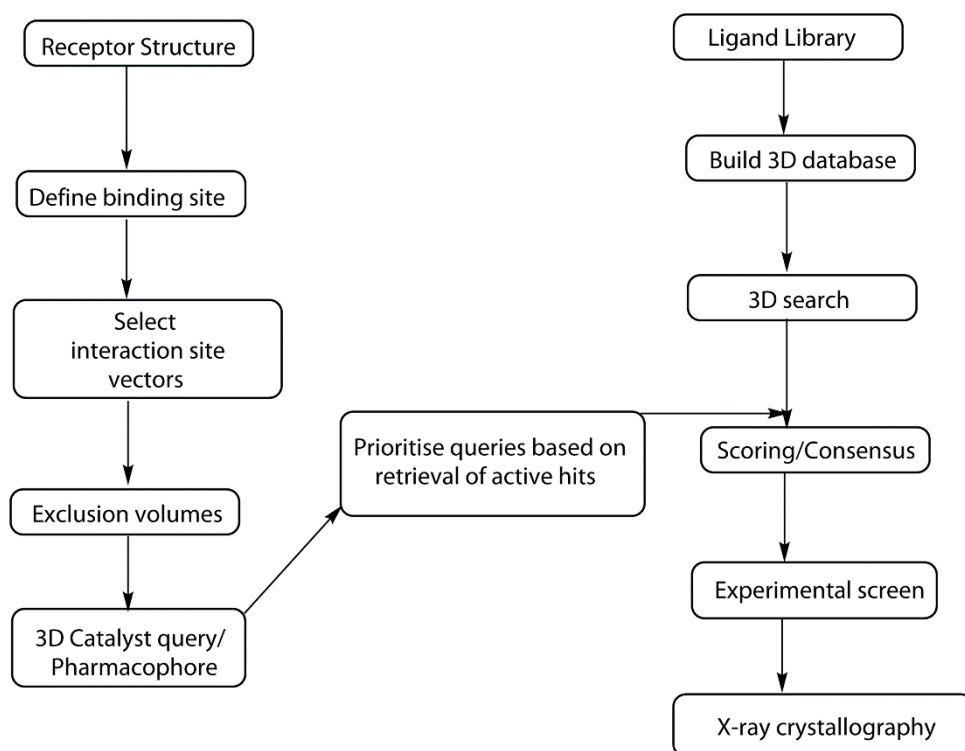 Receptor Structure
Define binding site
Select
interaction site
vectors
Exclusion volumes
3D Catalyst query/
Pharmacophore
Prioritise queries based on
retrieval of active hits
Ligand Library
Build 3D database
3D search
Scoring/Consensus
Experimental screen
X-ray crystallography